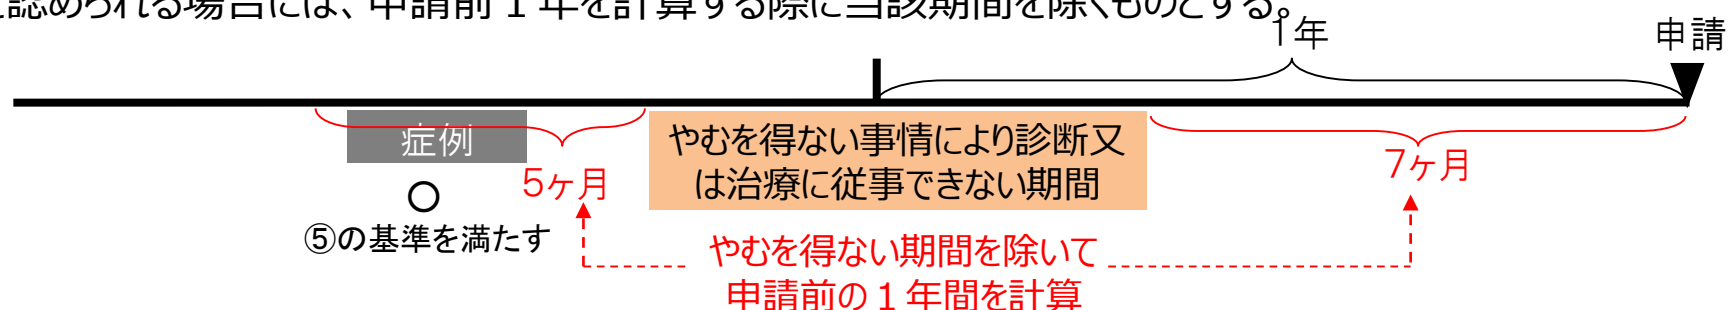 認められる場合には、申請前１年を計算する際に当該期間を除くものとする。
1年
申請
症例
やむを得ない事情により診断又
は治療に従事できない期間
5ヶ月
7ヶ月
○
⑤の基準を満たす
やむを得ない期間を除いて
申請前の１年間を計算